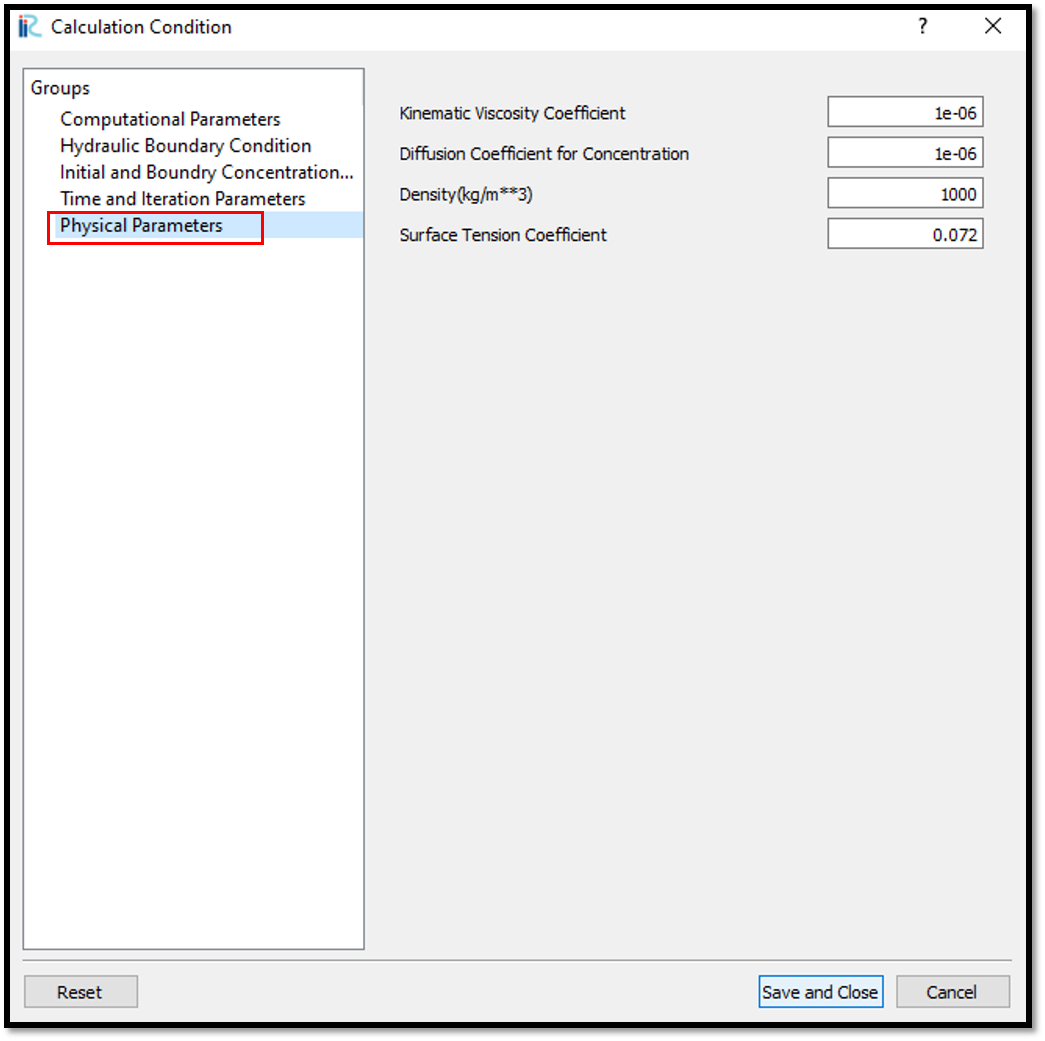 Calculation Condition
?
Groups
Computational Parameters
Hydraulic Boundary Condition
Initial and Boundry Concentration...
Time and Iteration Parameters
Physical Parameters
Kinematic Viscosity Coefficient 1e-06
Diffusion Coefficient for Concentration 1e-06
Density(kg/m**3) 1000
Surface Tension Coefficient 0.072
Reset Save and Close Cancel